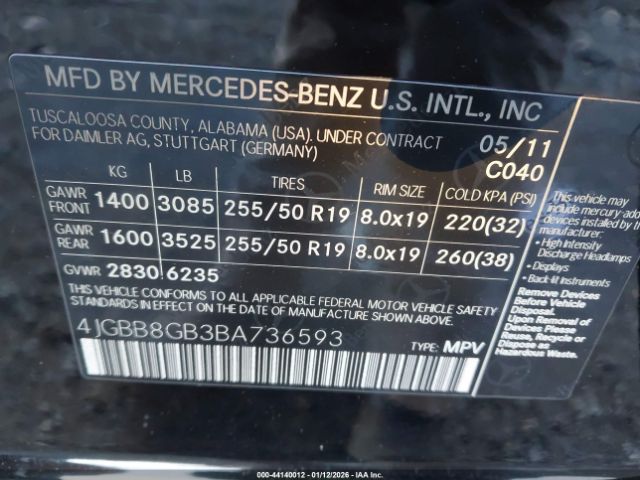 MFD BY MERCEDES-BENZ U.S. INTL., INC
TUSCALOOSA COUNTY, ALABAMA (USA), UNDER CONTRACT
FOR DAIMLER AG, STUTTGART (GERMANY)
05/11
C040
KG LB TIRES RIM SIZE COLD KPA (PSI)
GAWR FRONT 1400 3085 255/50 R19 8.0x19 220(32)
GAWR REAR 1600 3525 255/50 R19 8.0x19 260(38)
GVWR 2830 6235
THIS VEHICLE CONFORMS TO ALL APPLICABLE FEDERAL MOTOR VEHICLE SAFETY
STANDARDS IN EFFECT ON THE DATE OF MANUFACTURE SHOWN ABOVE.
4JGBB8GB3BA736593
TYPE: MPV
This vehicle may
include mercury-add
devices installed by th
manufacturer:
• High Intensity
Discharge Headlamps
• Displays
• Back-lit Instruments
Remove Devices
Before Vehicle
Disposal.
Upon Removal of
Devices Please
Reuse, Recycle or
Dispose as
Hazardous Waste.
000-44140012 - 01/12/2026 - IAA Inc.